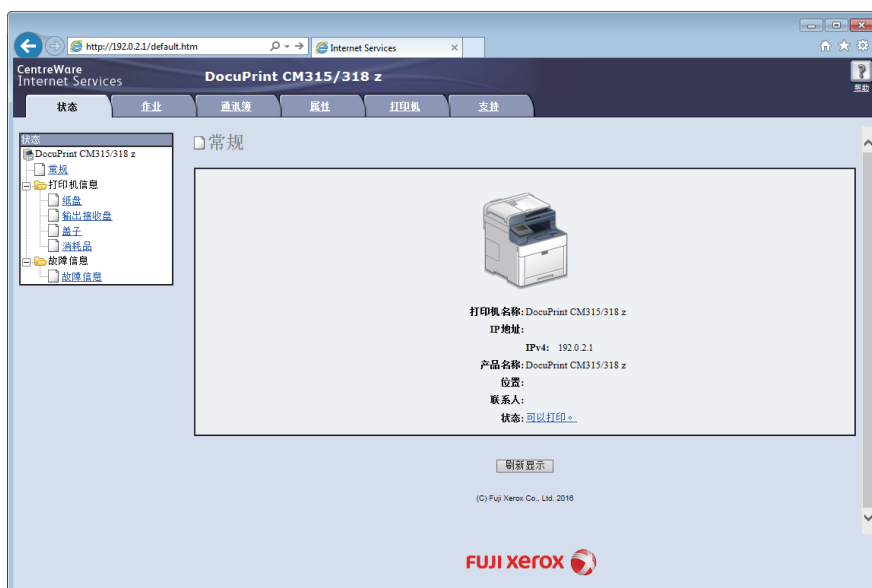 http://192.0.2.1/default.htm
Internet Services
CentreWare
Internet Services
DocuPrint CM315/318 z
帮助
状态
作业
通讯簿
属性
打印机
支持
状态
DocuPrint CM315/318 z
常规
打印机信息
纸盘
输出接收盘
盖子
消耗品
故障信息
故障信息
常规
打印机名称: DocuPrint CM315/318 z
IP地址:
IPv4: 192.0.2.1
产品名称: DocuPrint CM315/318 z
位置:
联系人:
状态: 可以打印。
刷新显示
(C) Fuji Xerox Co., Ltd. 2016
FUJI xerox